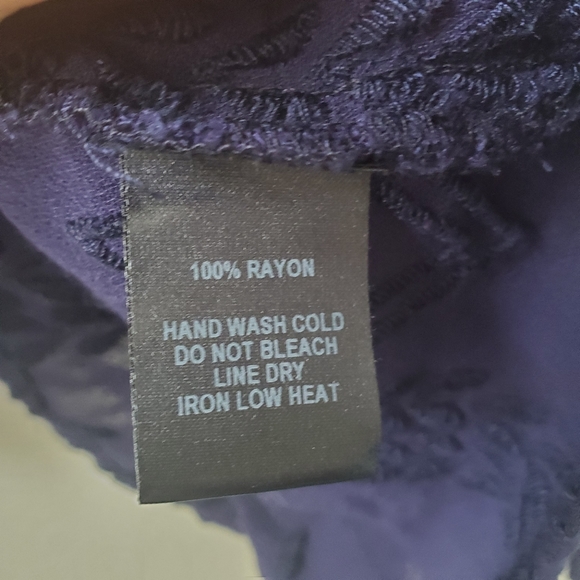 100% RAYON
HAND WASH COLD
DO NOT BLEACH
LINE DRY
IRON LOW HEAT